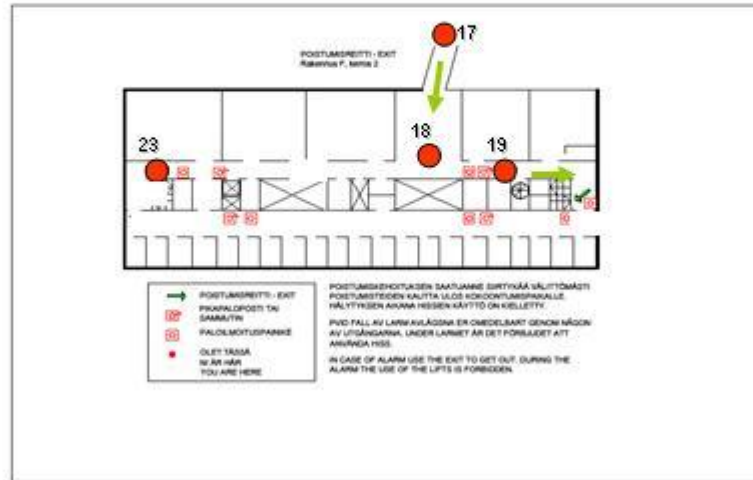 17
POISTUMISREITTI - EXIT
Rakennus F, kerros 2
18
19
23
POISTUMISREITTI - EXIT
PIKAPALOPOSTI TAI
SAMMUTIN
PALOILMOITUSPAINIKE
OLET TÄSSÄ
NI ÄR HÄR
YOU ARE HERE
POISTUMISKEHOITUKSEN SAATUANNE SIIRTYKÄÄ VÄLITTÖMÄSTI
POISTUMISTEIDEN KAUTTA ULOS KOKOONTUMISPAIKALLE
HÄLYTYKSEN AIKANA HISSIEN KÄYTTÖ ON KIELLETTY.
FALL AV LARM AVLÄGSNA ER OMEDELBART GENOM NÅGON
AV UTGÅNGARNA. UNDER LARMET ÄR DET FÖRBJUDET ATT
ANVÄNDA HISS.
IN CASE OF ALARM USE THE EXIT TO GET OUT. DURING THE
ALARM THE USE OF THE LIFTS IS FORBIDDEN.